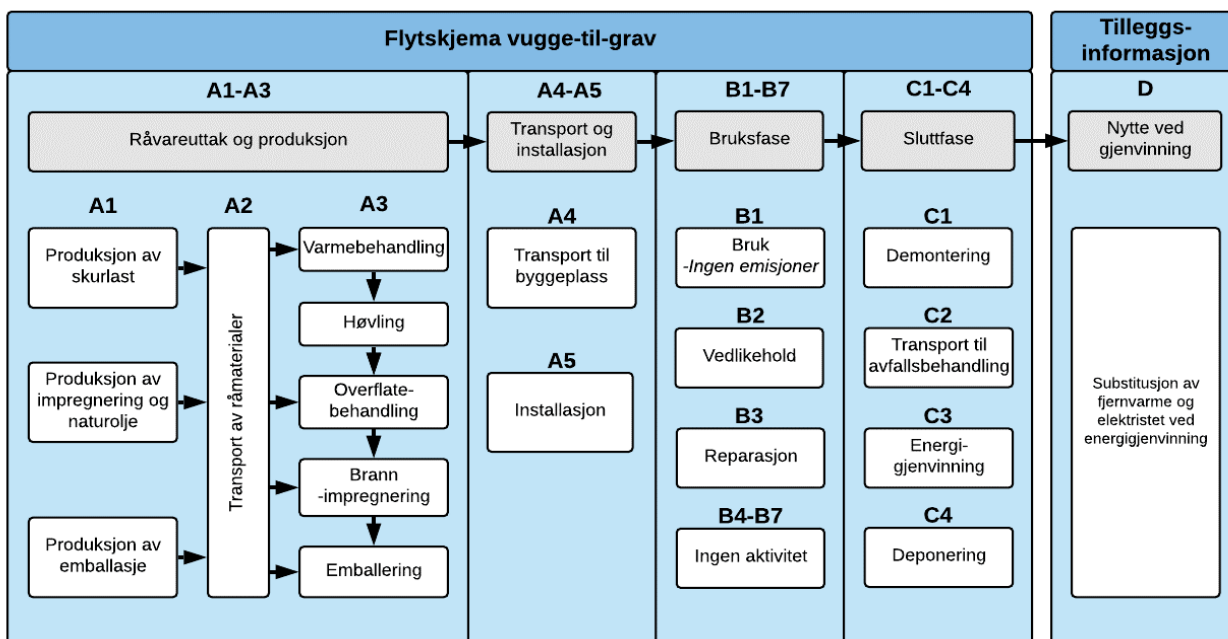 Flytskjema vugge-til-grav
Tilleggs-
informasjon
A1-A3
A4-A5
B1-B7
C1-C4
D
Råvareuttak og produksjon
Transport og
installasjon
Bruksfase
Sluttfase
Nytte ved
gjenvinning
A1
Produksjon av
skurlast
Produksjon av
impregnering og
naturolje
Produksjon av
emballasje
A2
Transport av råmaterialer
A3
Varmebehandling
Høvling
Overflate-
behandling
Brann
-impregnering
Emballering
A4
Transport til
byggeplass
A5
Installasjon
B1
Bruk
-Ingen emisjoner
B2
Vedlikehold
B3
Reparasjon
B4-B7
Ingen aktivitet
C1
Demontering
C2
Transport til
avfallsbehandling
C3
Energi-
gjenvinning
C4
Deponering
Substitusjon av
fjernvarme og
elektristet ved
energigjenvinning